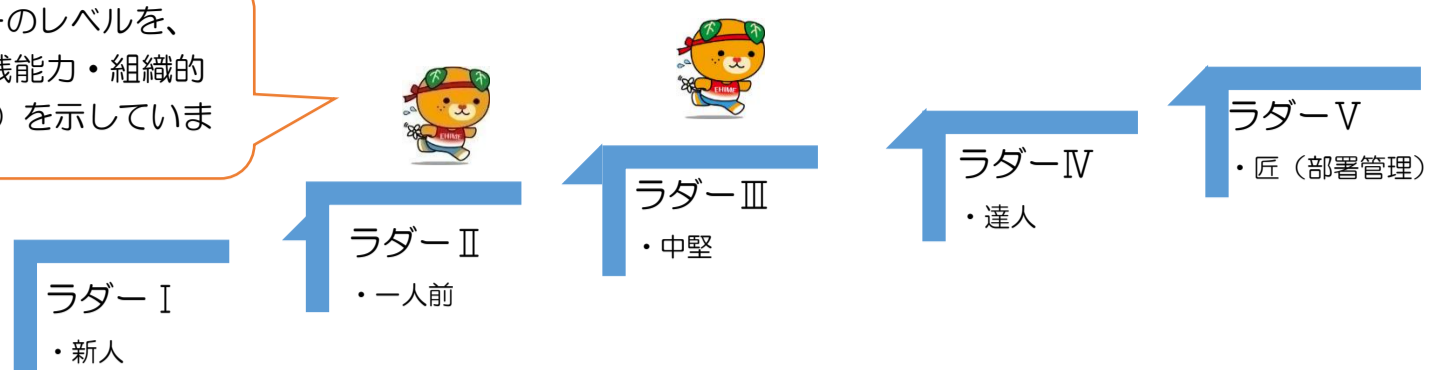 のレベルを、
能力・組織的
を示していま
EHIME
EHIME
ラダーⅠ
・新人
ラダーⅡ
・一人前
ラダーⅢ
・中堅
ラダーⅣ
・達人
ラダーⅤ
・匠（部署管理）